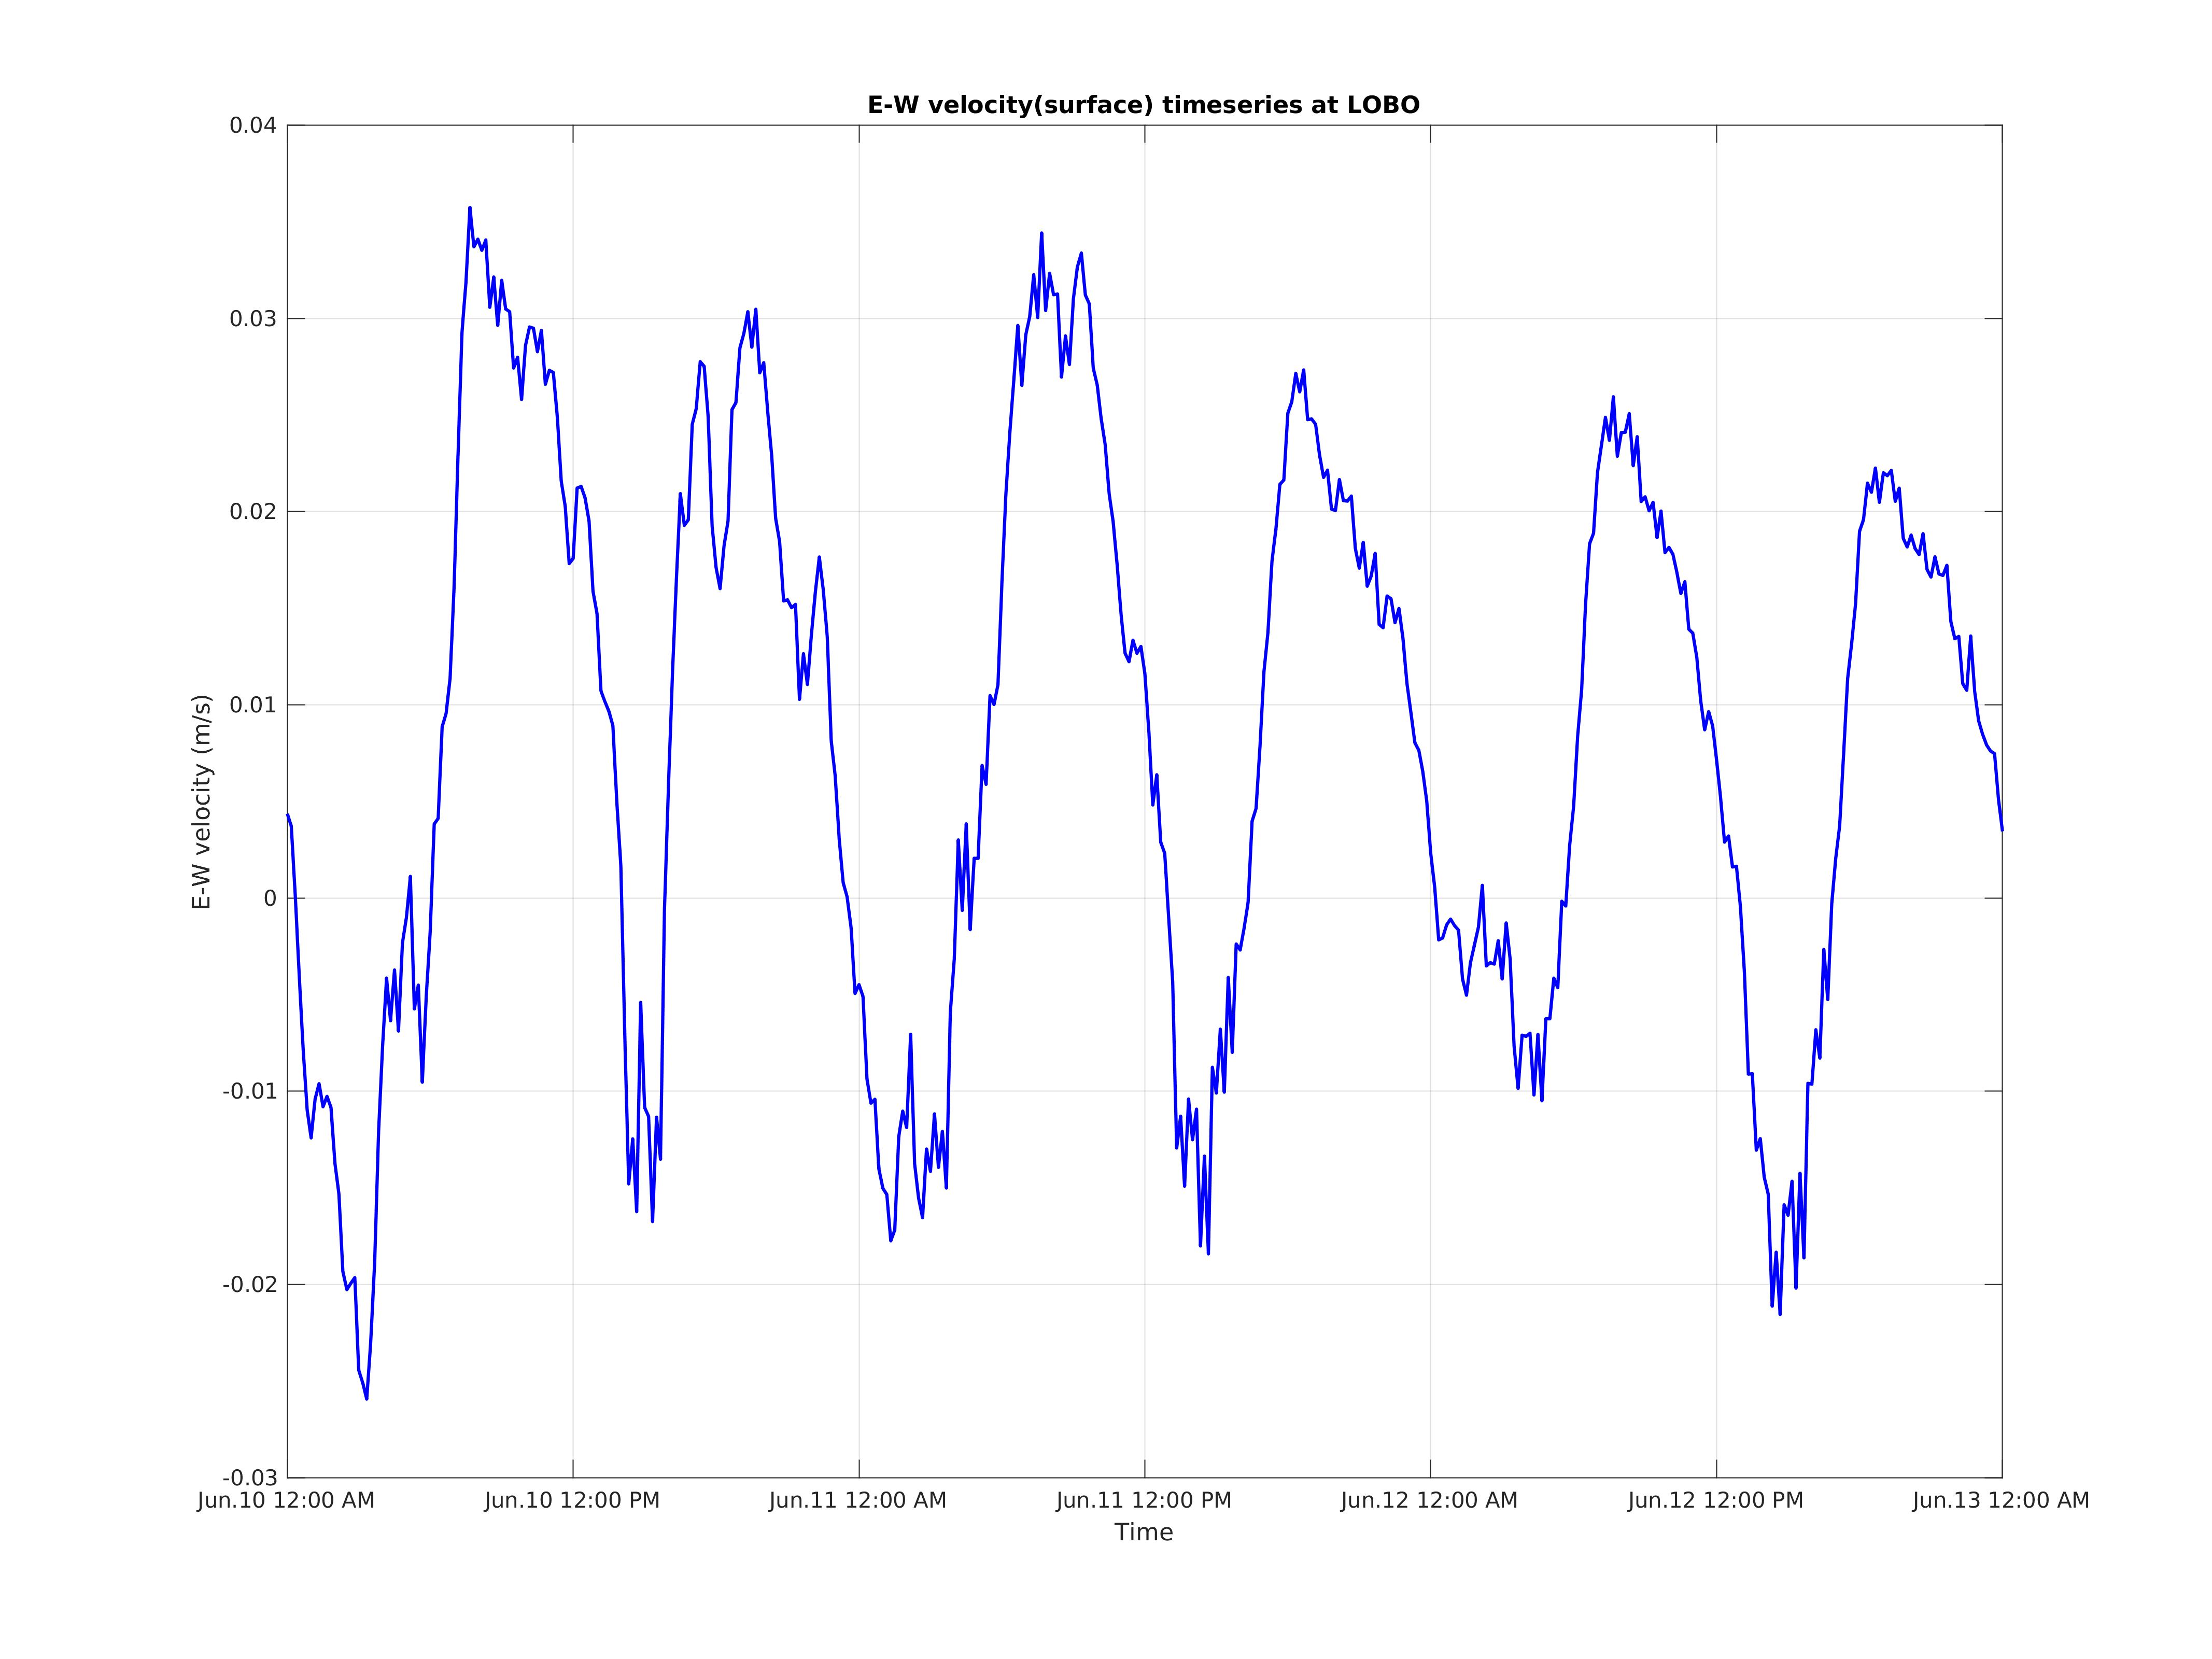 E-W velocity(surface) timeseries at LOBO
0.04
0.03
0.02
0.01
0
-0.01
-0.02
-0.03
E-W velocity (m/s)
Jun.10 12:00 AM
Jun.10 12:00 PM
Jun.11 12:00 AM
Jun.11 12:00 PM
Jun.12 12:00 AM
Jun.12 12:00 PM
Jun.13 12:00 AM
Time